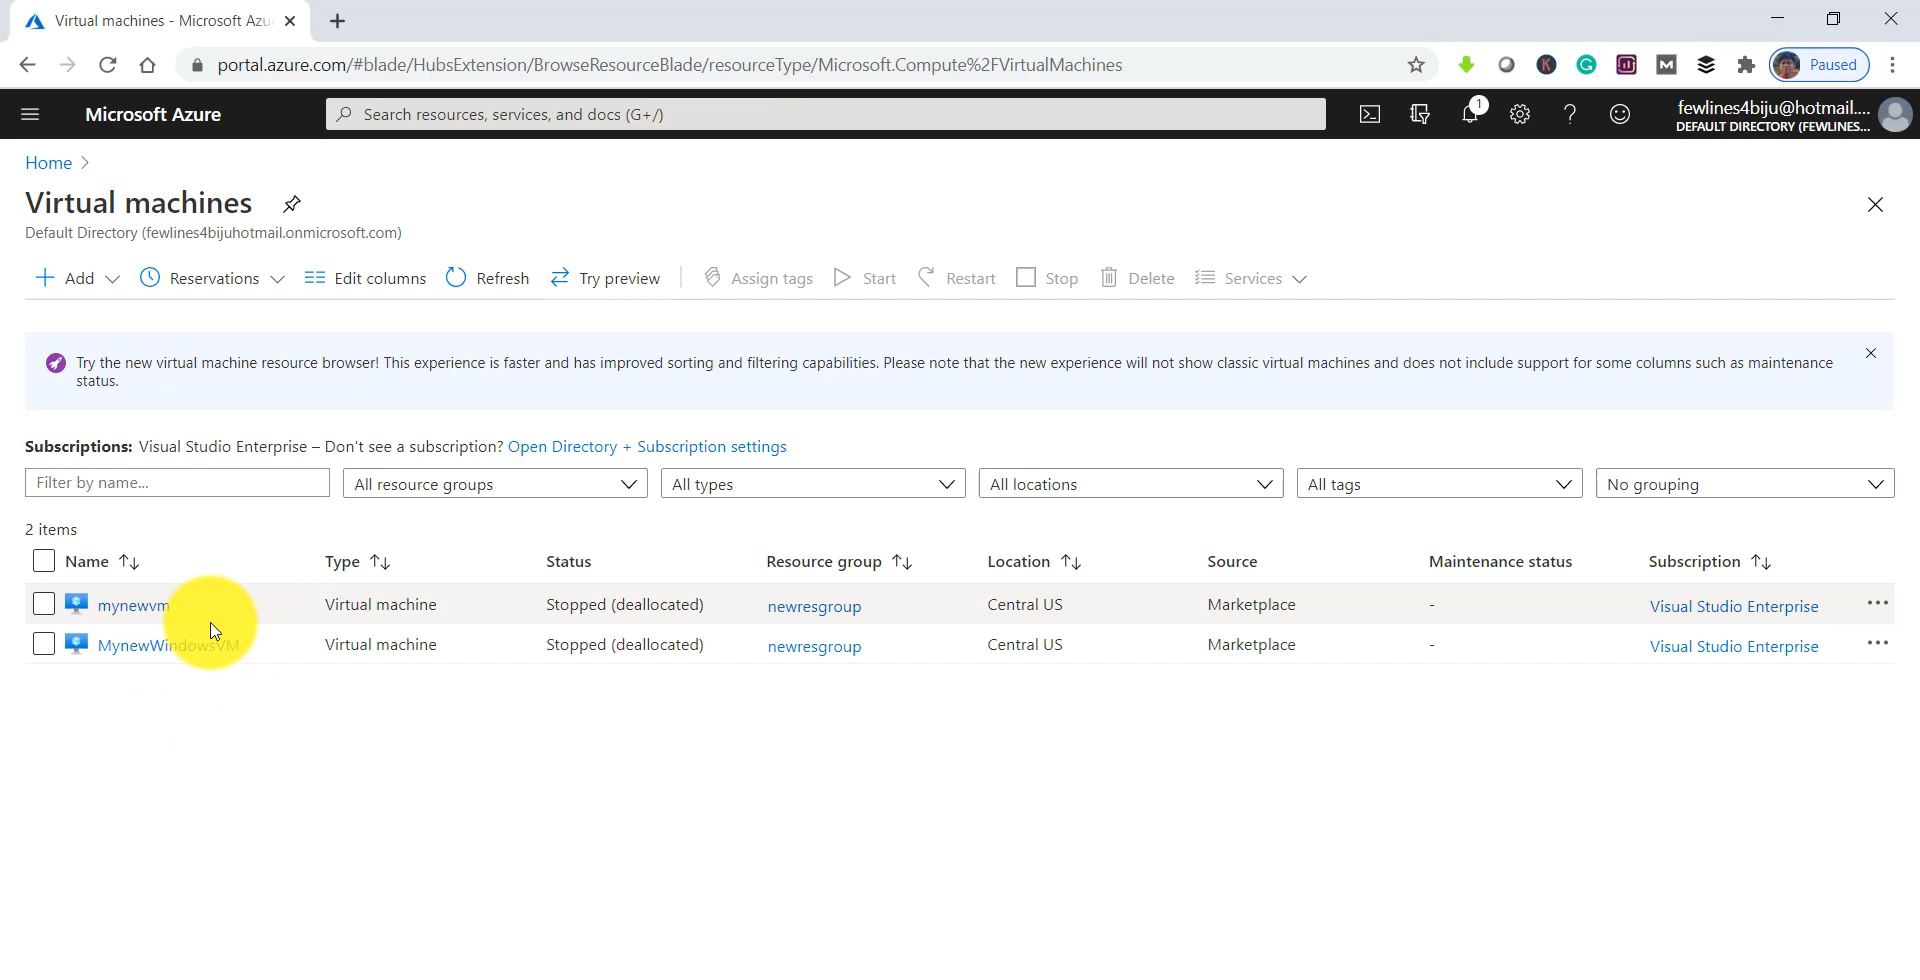 Virtual machines - Microsoft Azu
portal.azure.com/#blade/HubsExtension/BrowseResourceBlade/resourceType/Microsoft.Compute%2FVirtualMachines
Paused
Microsoft Azure
Search resources, services, and docs (G+/)
1
fewlines4biju@hotmail....
DEFAULT DIRECTORY (FEWLINES...
Home
Virtual machines
Default Directory (fewlines4bijuhotmail.onmicrosoft.com)
Add Reservations Edit columns Refresh Try preview Assign tags Start Restart Stop Delete Services
Try the new virtual machine resource browser! This experience is faster and has improved sorting and filtering capabilities. Please note that the new experience will not show classic virtual machines and does not include support for some columns such as maintenance
status.
Subscriptions: Visual Studio Enterprise – Don't see a subscription? Open Directory + Subscription settings
Filter by name... All resource groups All types All locations All tags No grouping
2 items
Name Type Status Resource group Location Source Maintenance status Subscription
mynewvm Virtual machine Stopped (deallocated) newresgroup Central US Marketplace - Visual Studio Enterprise
MynewWindowsVM Virtual machine Stopped (deallocated) newresgroup Central US Marketplace - Visual Studio Enterprise